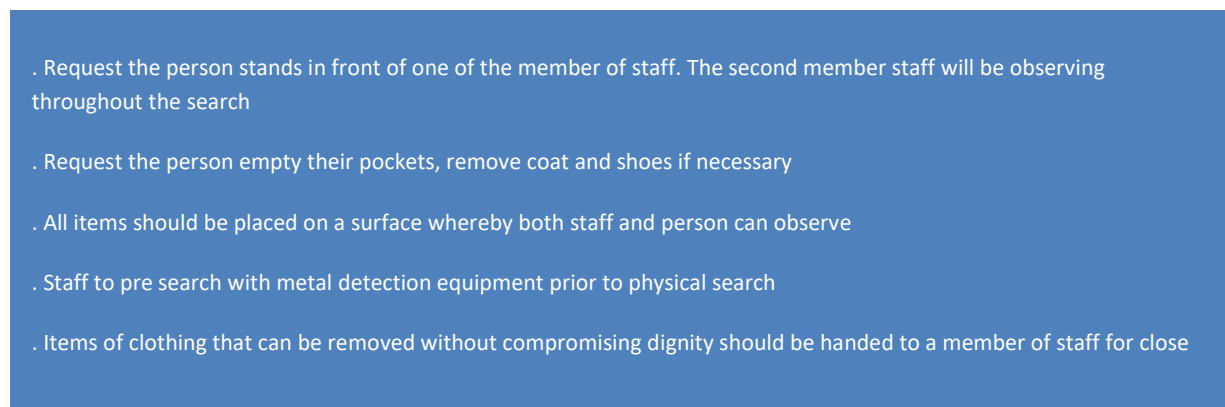 . Request the person stands in front of one of the member of staff. The second member staff will be observing
throughout the search
. Request the person empty their pockets, remove coat and shoes if necessary
. All items should be placed on a surface whereby both staff and person can observe
. Staff to pre search with metal detection equipment prior to physical search
. Items of clothing that can be removed without compromising dignity should be handed to a member of staff for close